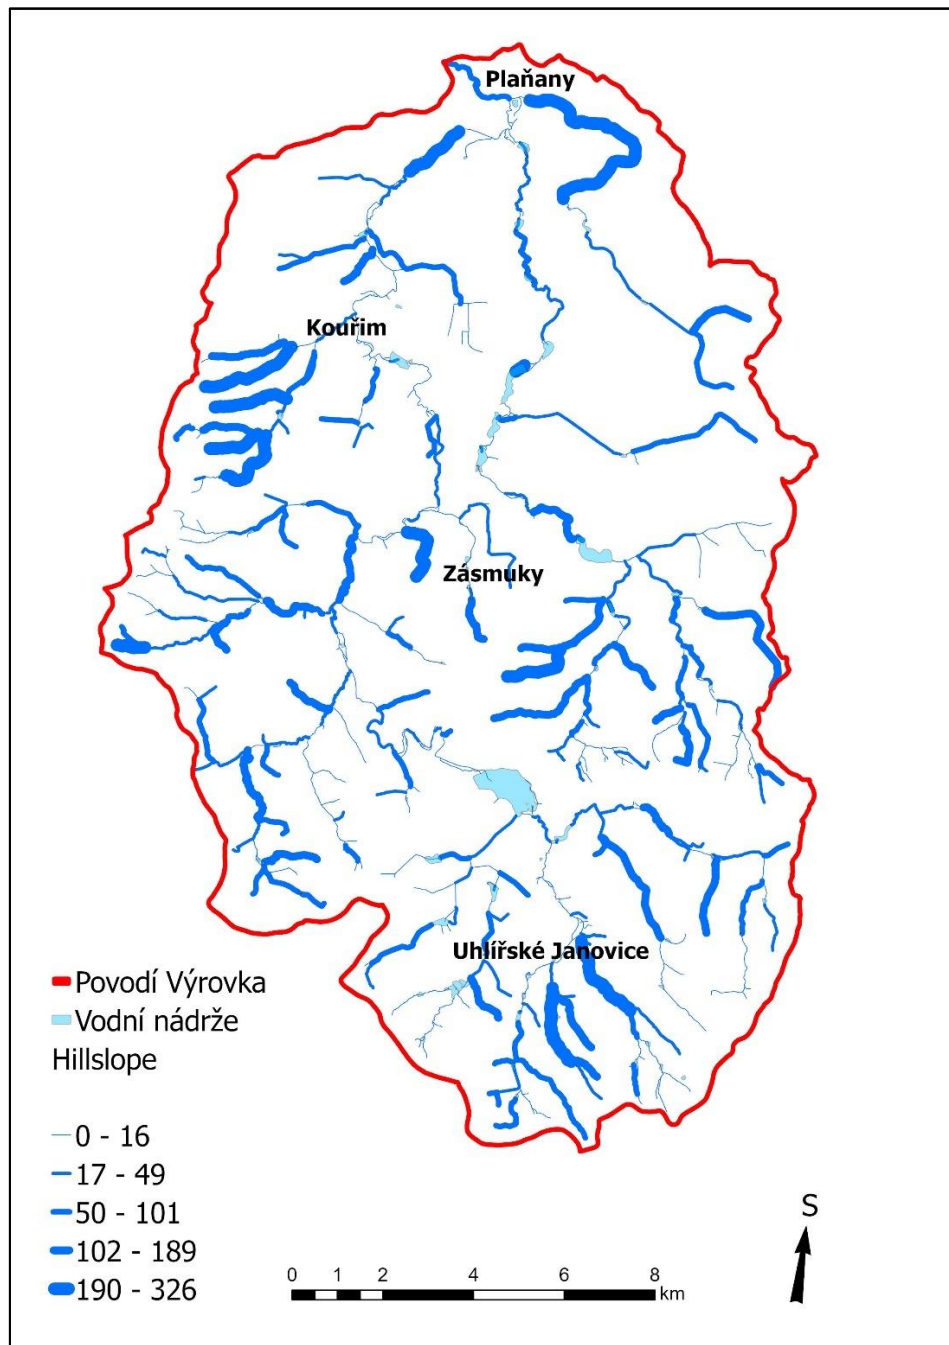 Plaňany
Kouřim
Zásmuky
Uhlířské Janovice
Povodí Výrovka
Vodní nádrže
Hillslope
0 - 16
17 - 49
50 - 101
102 - 189
190 - 326
S
0 1 2 4 6 8
km